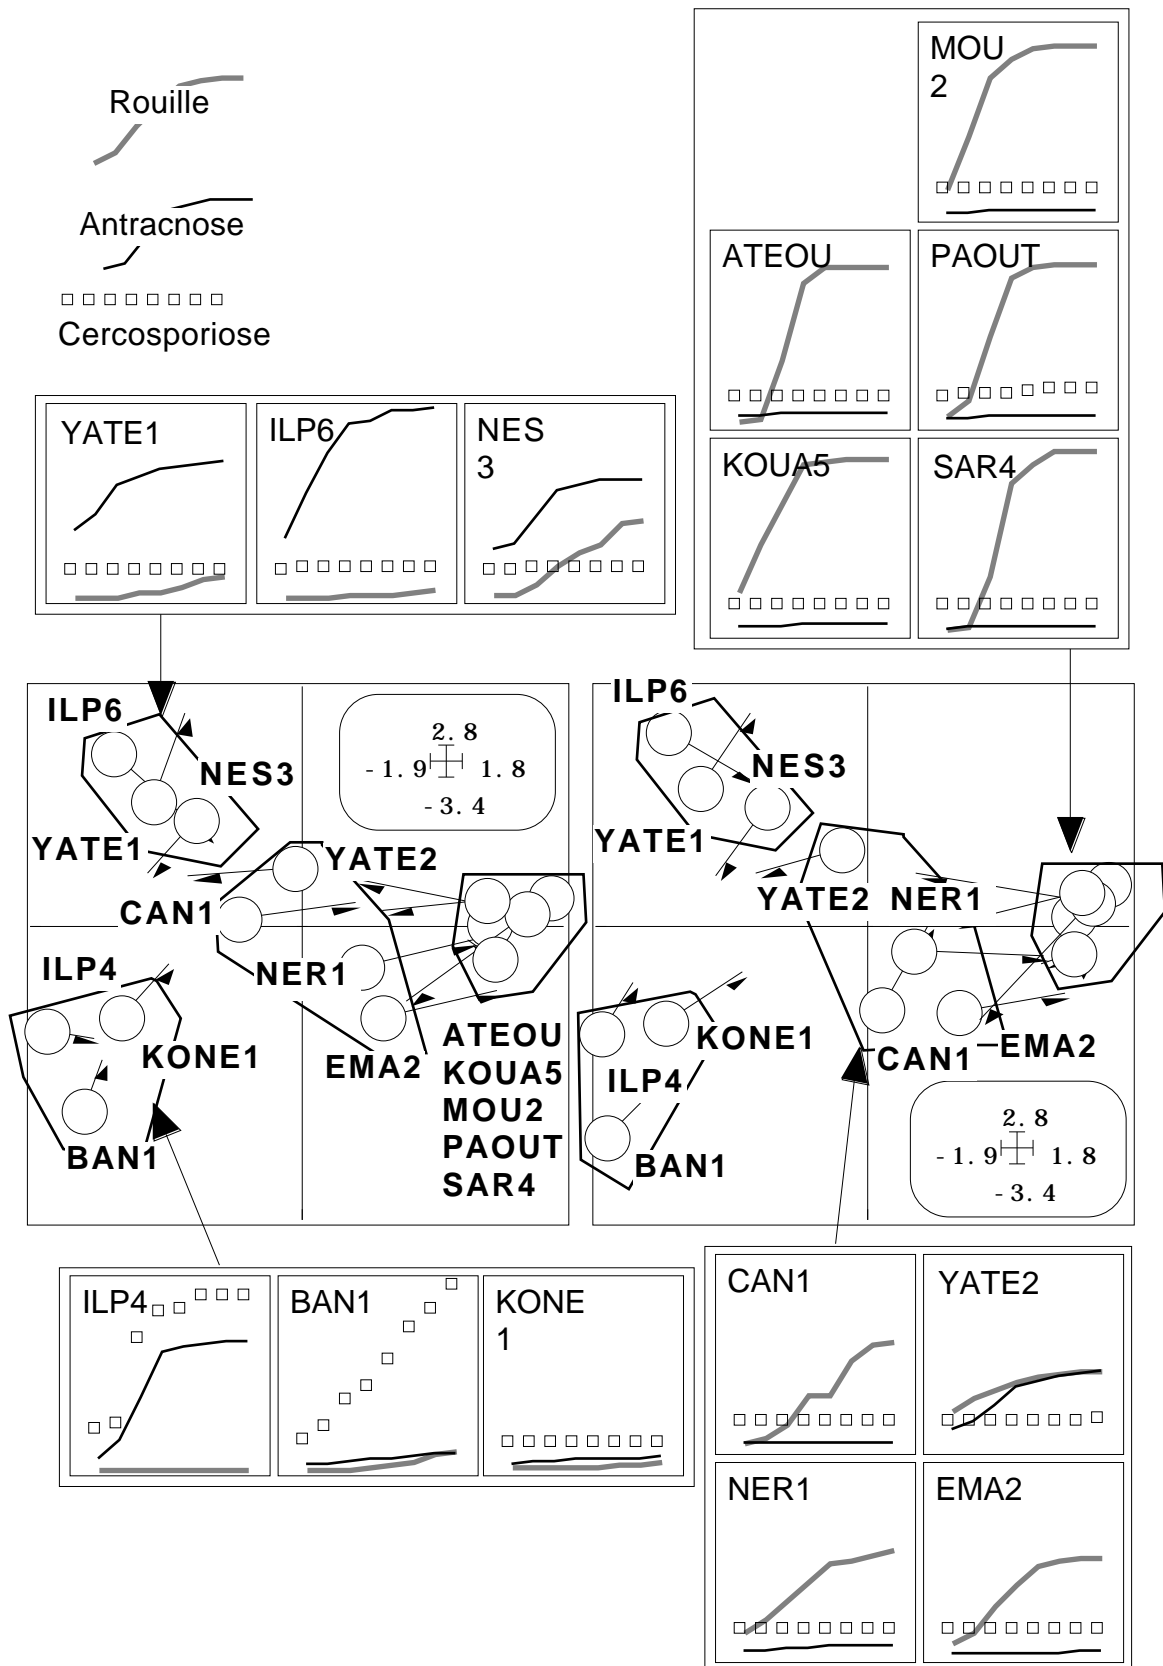 MOU
2
Rouille
Antracnose
Cercosporiose
ATEOU
PAOUT
KOUA5
SAR4
YATE1
ILP6
NES
3
ILP6
NES3
YATE1
2.8
-1.9
1.8
-3.4
YATE2
CAN1
NER1
ILP4
KONE1
BAN1
EMA2
ATEOU
KOUA5
MOU2
PAOUT
SAR4
ILP6
NES3
YATE1
YATE2
NER1
KONE1
ILP4
BAN1
CAN1
EMA2
2.8
-1.9
1.8
-3.4
ILP4
BAN1
KONE
1
CAN1
YATE2
NER1
EMA2